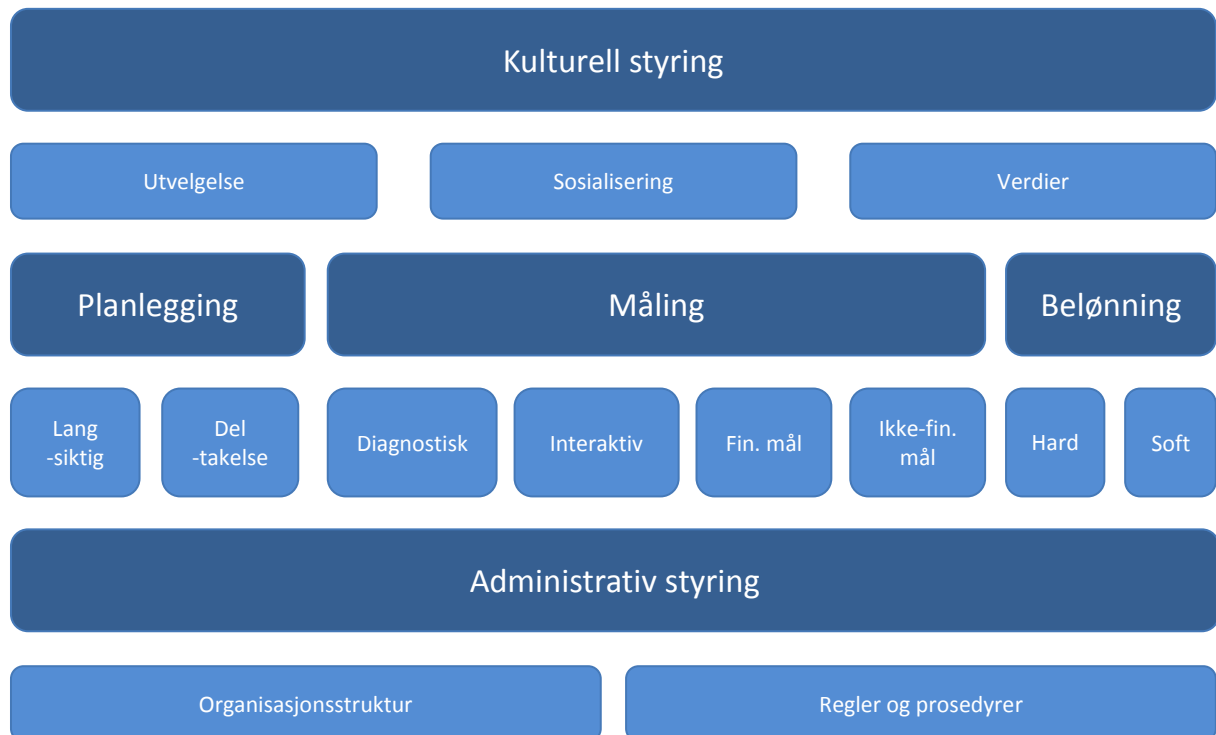 Kulturell styring
Utvelgelse
Sosialisering
Verdier
Planlegging
Måling
Belønning
Lang
-siktig
Del
-takelse
Diagnostisk
Interaktiv
Fin. mål
Ikke-fin.
mål
Hard
Soft
Administrativ styring
Organisasjonsstruktur
Regler og prosedyrer